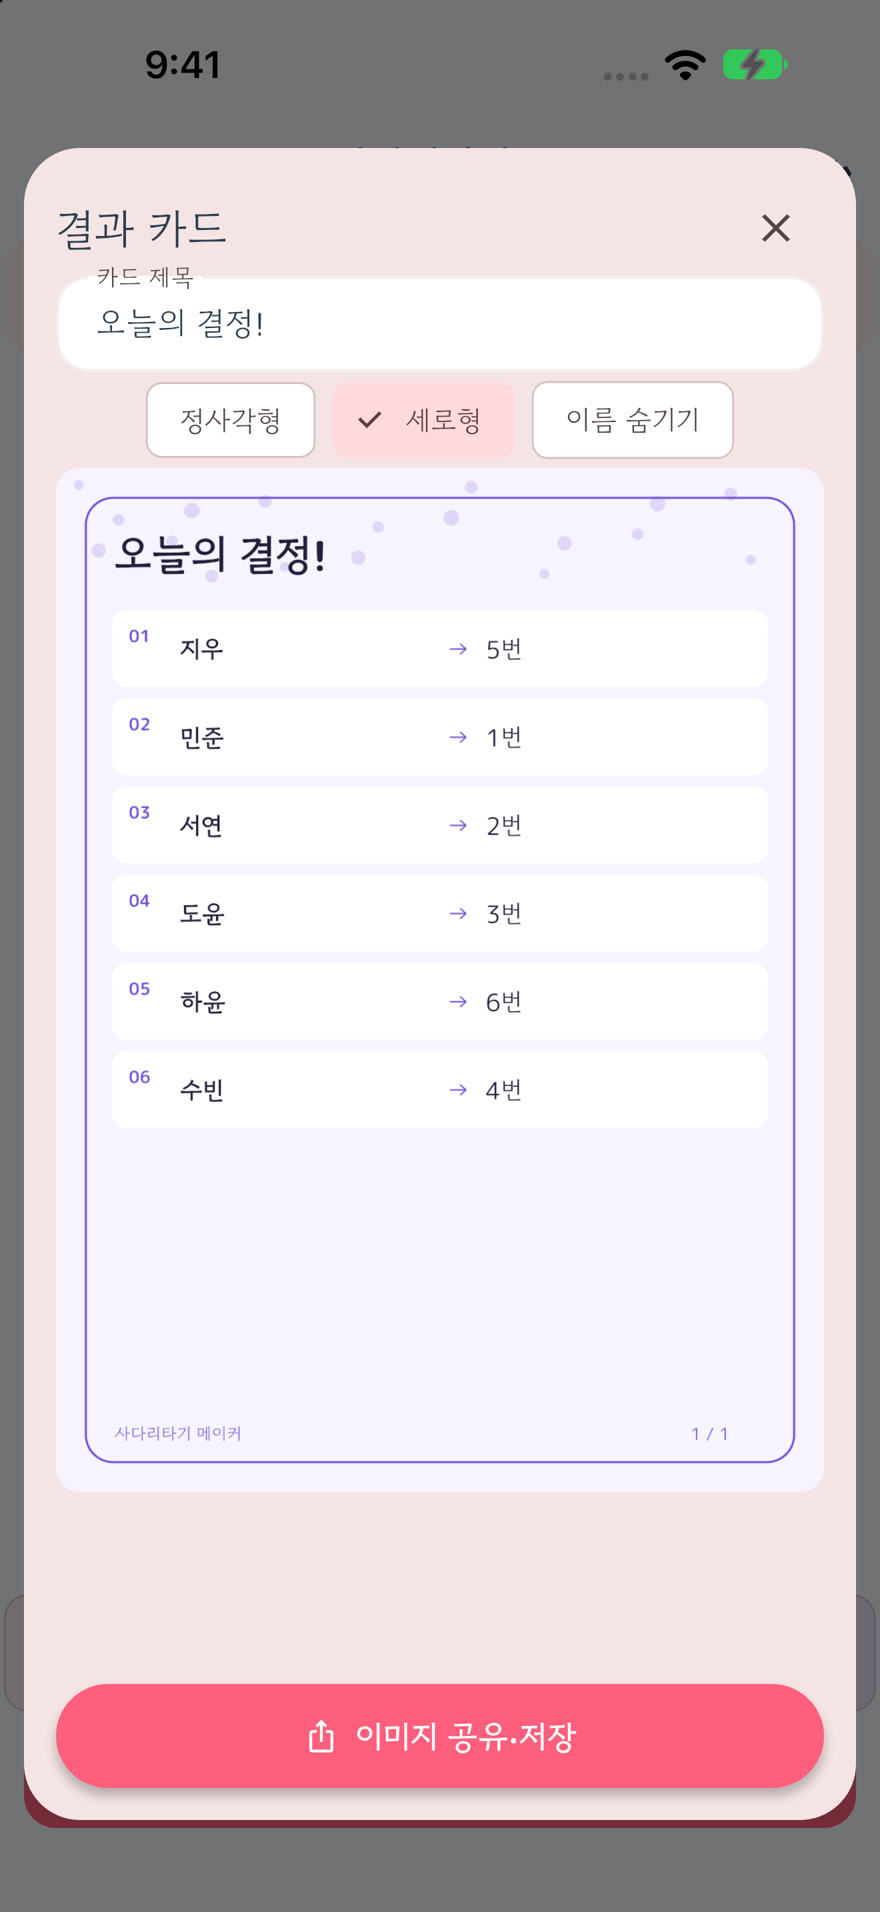 9:41
결과 카드
카드 제목
오늘의 결정!
정사각형 세로형 이름 숨기기
오늘의 결정!
01 지우 → 5번
02 민준 → 1번
03 서연 → 2번
04 도윤 → 3번
05 하윤 → 6번
06 수빈 → 4번
사다리타기 메이커 1 / 1
이미지 공유·저장